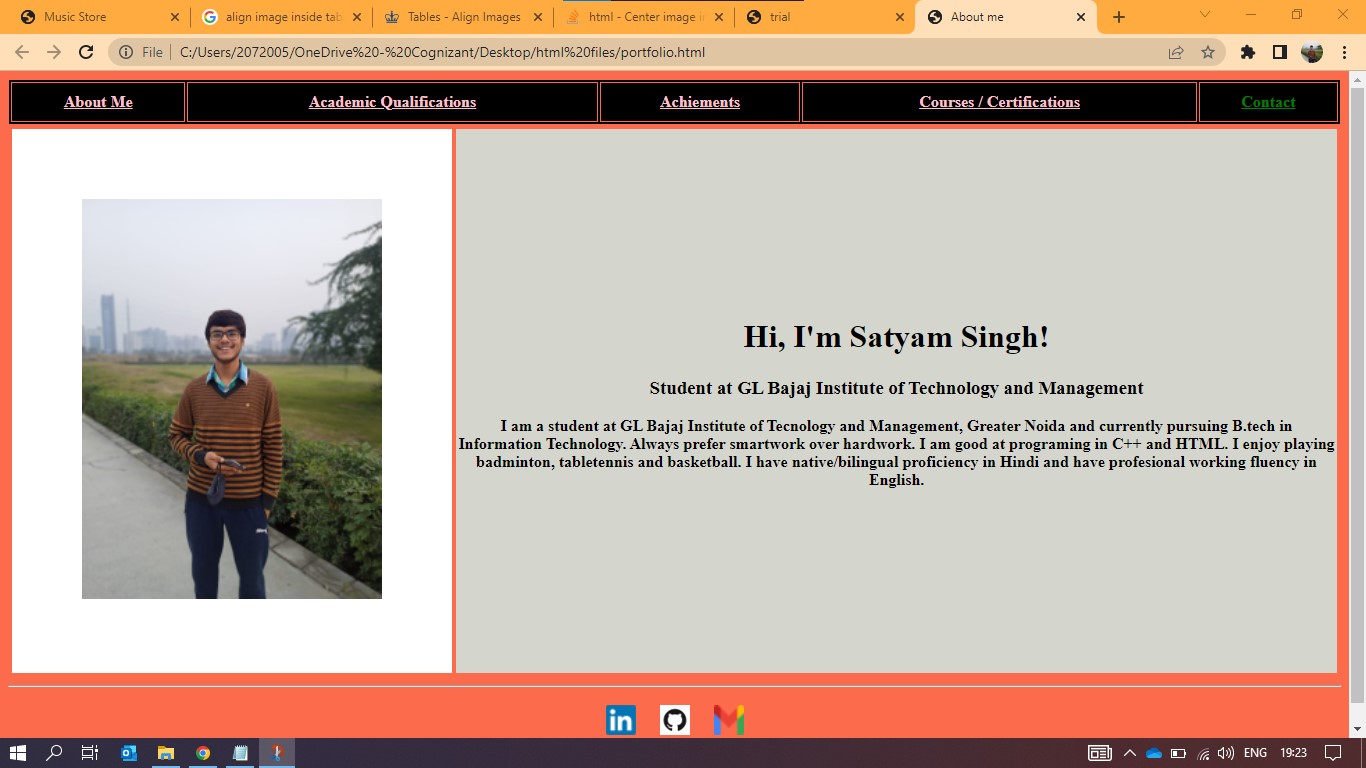 Music Store
align image inside tab
Tables - Align Images
html - Center image in
trial
About me
File
C:/Users/2072005/OneDrive%20-%20Cognizant/Desktop/html%20files/portfolio.html
About Me
Academic Qualifications
Achiements
Courses / Certifications
Contact
Hi, I'm Satyam Singh!
Student at GL Bajaj Institute of Technology and Management
I am a student at GL Bajaj Institute of Tecnology and Management, Greater Noida and currently pursuing B.tech in
Information Technology. Always prefer smartwork over hardwork. I am good at programing in C++ and HTML. I enjoy playing
badminton, tabletennis and basketball. I have native/bilingual proficiency in Hindi and have profesional working fluency in
English.
in
ENG
19:23